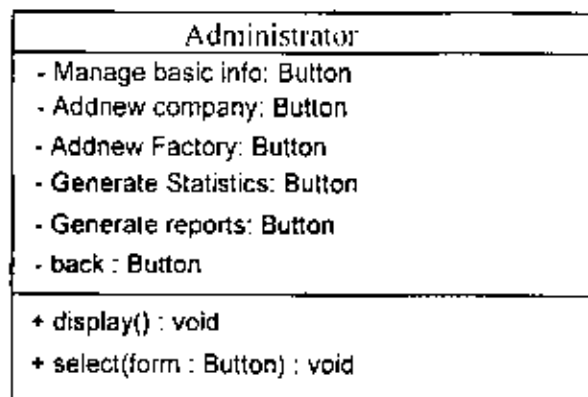 Administrator
- Manage basic info: Button
- Addnew company: Button
- Addnew Factory: Button
- Generate Statistics: Button
- Generate reports: Button
- back : Button
+ display() : void
+ select(form : Button) : void